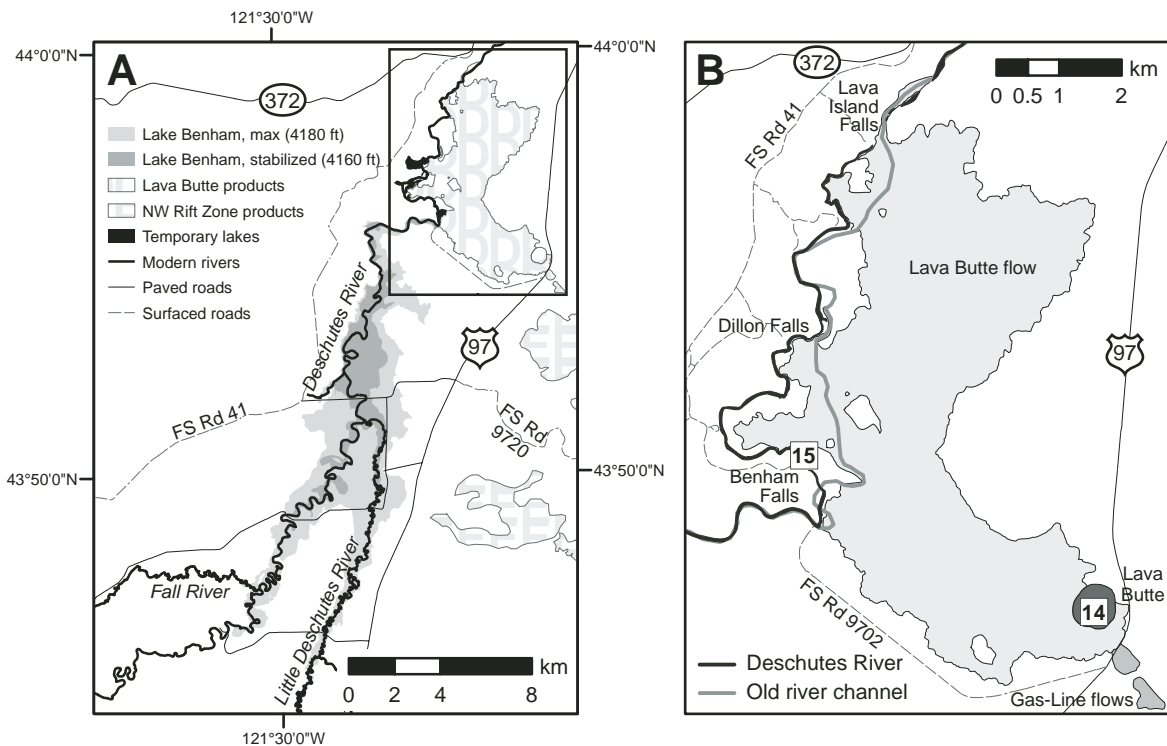 121°30'0"W
44°0'0"N
A
372
44°0'0"N
Lake Benham, max (4180 ft)
Lake Benham, stabilized (4160 ft)
Lava Butte products
NW Rift Zone products
Temporary lakes
Modern rivers
Paved roads
Surfaced roads
Deschutes River
97
FS Rd 41
FS Rd
9720
43°50'0"N
43°50'0"N
Fall River
Little Deschutes River
km
0 2 4 8
121°30'0"W
B
372
km
0 0.5 1 2
Lava
Island
Falls
FS Rd 41
Lava Butte flow
Dillon Falls
97
15
Benham
Falls
FS Rd 9702
Lava
Butte
14
Deschutes River
Old river channel
Gas-Line flows